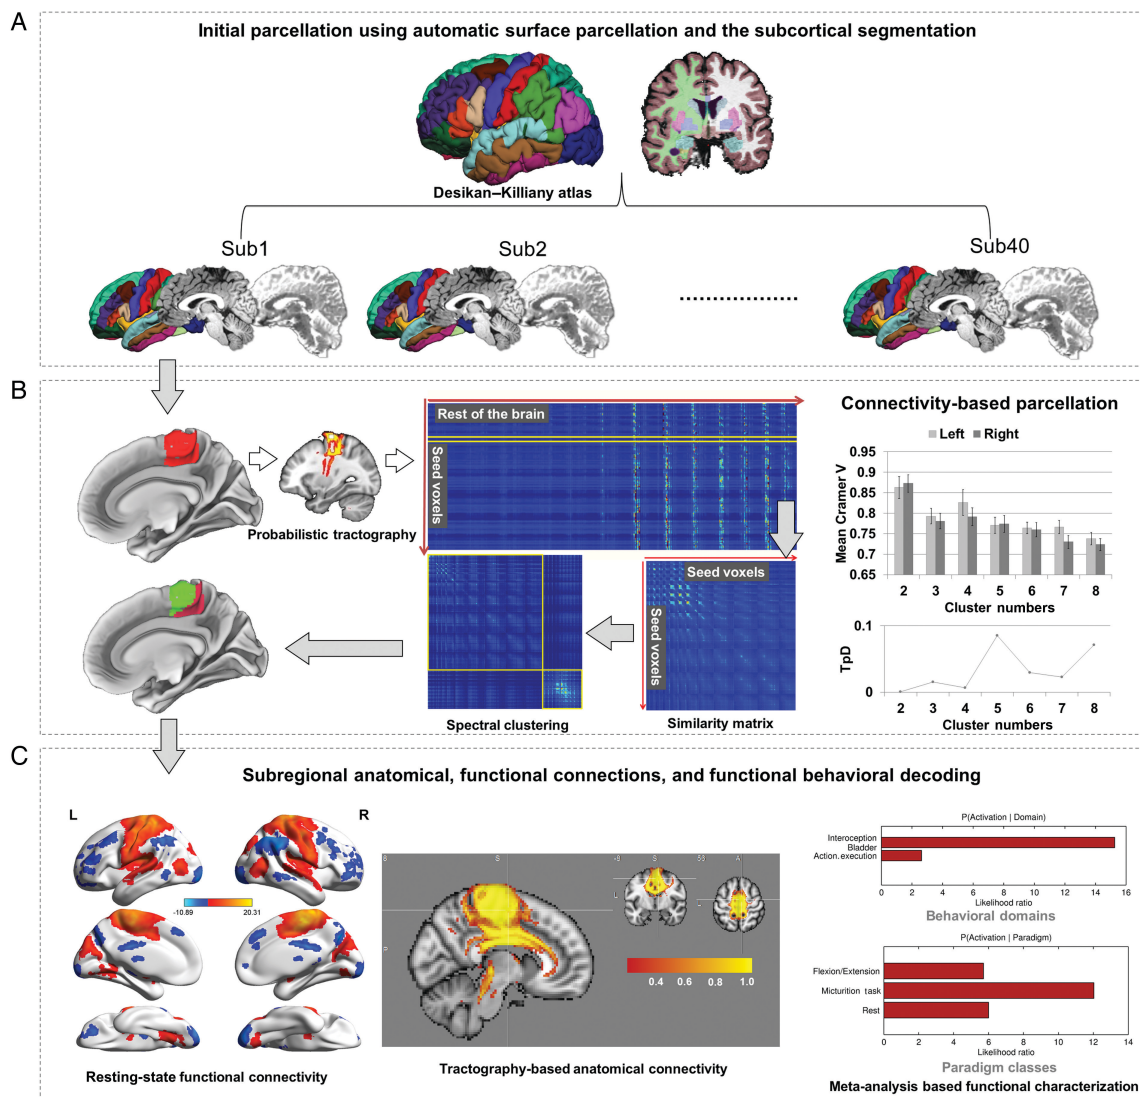 A
Initial parcellation using automatic surface parcellation and the subcortical segmentation
Desikan–Killiany atlas
Sub1
Sub2
Sub40
B
Rest of the brain
Seed voxels
Probabilistic tractography
Seed voxels
Seed voxels
Spectral clustering
Similarity matrix
Connectivity-based parcellation
Left Right
Mean Cramer V
0.95
0.9
0.85
0.8
0.75
0.7
0.65
2 3 4 5 6 7 8
Cluster numbers
TpD
0.1
0
2 3 4 5 6 7 8
Cluster numbers
C
Subregional anatomical, functional connections, and functional behavioral decoding
L R
-10.89 20.31
Resting-state functional connectivity
S
S
A
L
L
0.4 0.6 0.8 1.0
Tractography-based anatomical connectivity
P(Activation | Domain)
Interoception
Bladder
Action.execution
0 2 4 6 8 10 12 14 16
Likelihood ratio
Behavioral domains
P(Activation | Paradigm)
Flexion/Extension
Micturition task
Rest
0 2 4 6 8 10 12 14
Likelihood ratio
Paradigm classes
Meta-analysis based functional characterization